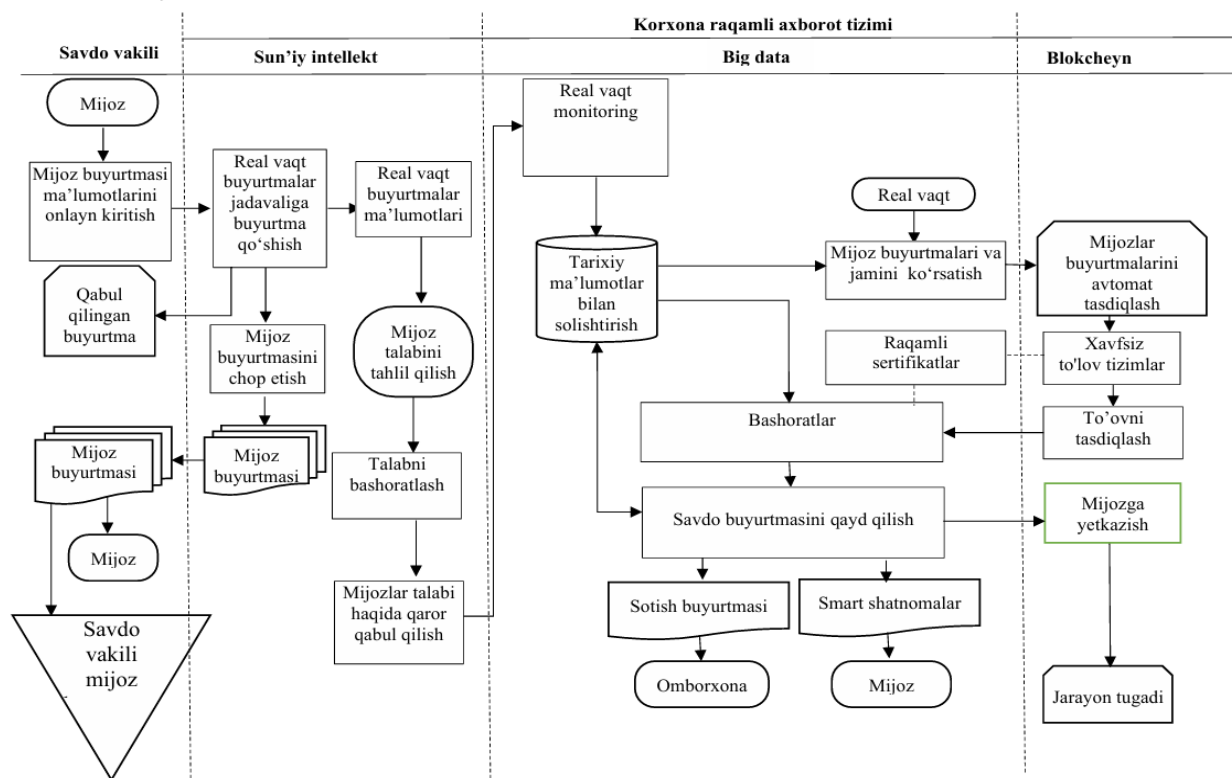 Korxona raqamli axborot tizimi
Savdo vakili
Sun’iy intellekt
Big data
Blokcheyn
Mijoz
Mijoz buyurtmasi
ma’lumotlarini
onlayn kiritish
Qabul
qilingan
buyurtma
Mijoz
buyurtmasi
Mijoz
Savdo
vakili
mijoz
Real vaqt
buyurtmalar
jadavaliga
buyurtma
qo‘shish
Mijoz
buyurtmasini
chop etish
Mijoz
buyurtmasi
Real vaqt
buyurtmalar
ma’lumotlari
Mijoz
talabini
tahlil qilish
Talabni
bashoratlash
Mijozlar talabi
haqida qaror
qabul qilish
Real vaqt
monitoring
Tarixiy
ma’lumotlar
bilan
solishtirish
Real vaqt
Mijoz buyurtmalari va
jamini ko‘rsatish
Raqamli
sertifikatlar
Bashoratlar
Savdo buyurtmasini qayd qilish
Sotish buyurtmasi
Smart shatnomalar
Omborxona
Mijoz
Mijozlar
buyurtmalarini
avtomat
tasdiqlash
Xavfsiz
to'lov tizimlar
To’ovni
tasdiqlash
Mijozga
yetkazish
Jarayon tugadi